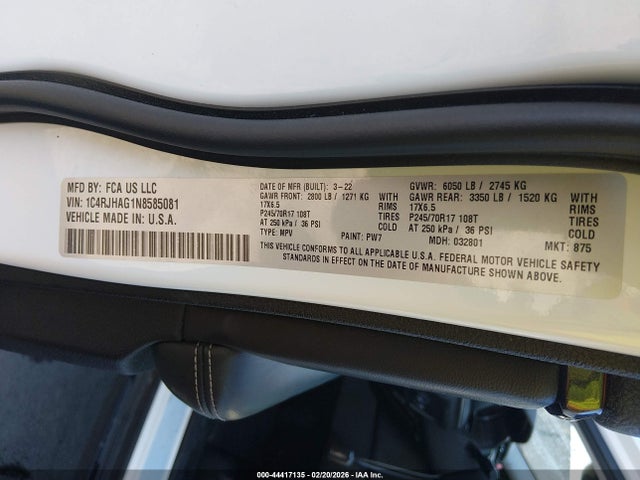 MFD BY: FCA US LLC
VIN: 1C4RJHAG1N8585081
VEHICLE MADE IN U.S.A.
DATE OF MFR (BUILT): 3-22
GAWR FRONT: 2800 LB / 1271 KG
17X6.5
P245/70R17 108T
AT 250 kPa / 36 PSI
TYPE: MPV
PAINT: PW7
WITH
RIMS
TIRES
COLD
GVWR: 6050 LB / 2745 KG
GAWR REAR: 3350 LB / 1520 KG
17X6.5
P245/70R17 108T
AT 250 kPa / 36 PSI
MDH: 032801
WITH
RIMS
TIRES
COLD
MKT: 875
THIS VEHICLE CONFORMS TO ALL APPLICABLE U.S.A. FEDERAL MOTOR VEHICLE SAFETY
STANDARDS IN EFFECT ON THE DATE OF MANUFACTURE SHOWN ABOVE.
000-44417135 - 02/20/2026 - IAAI.COM